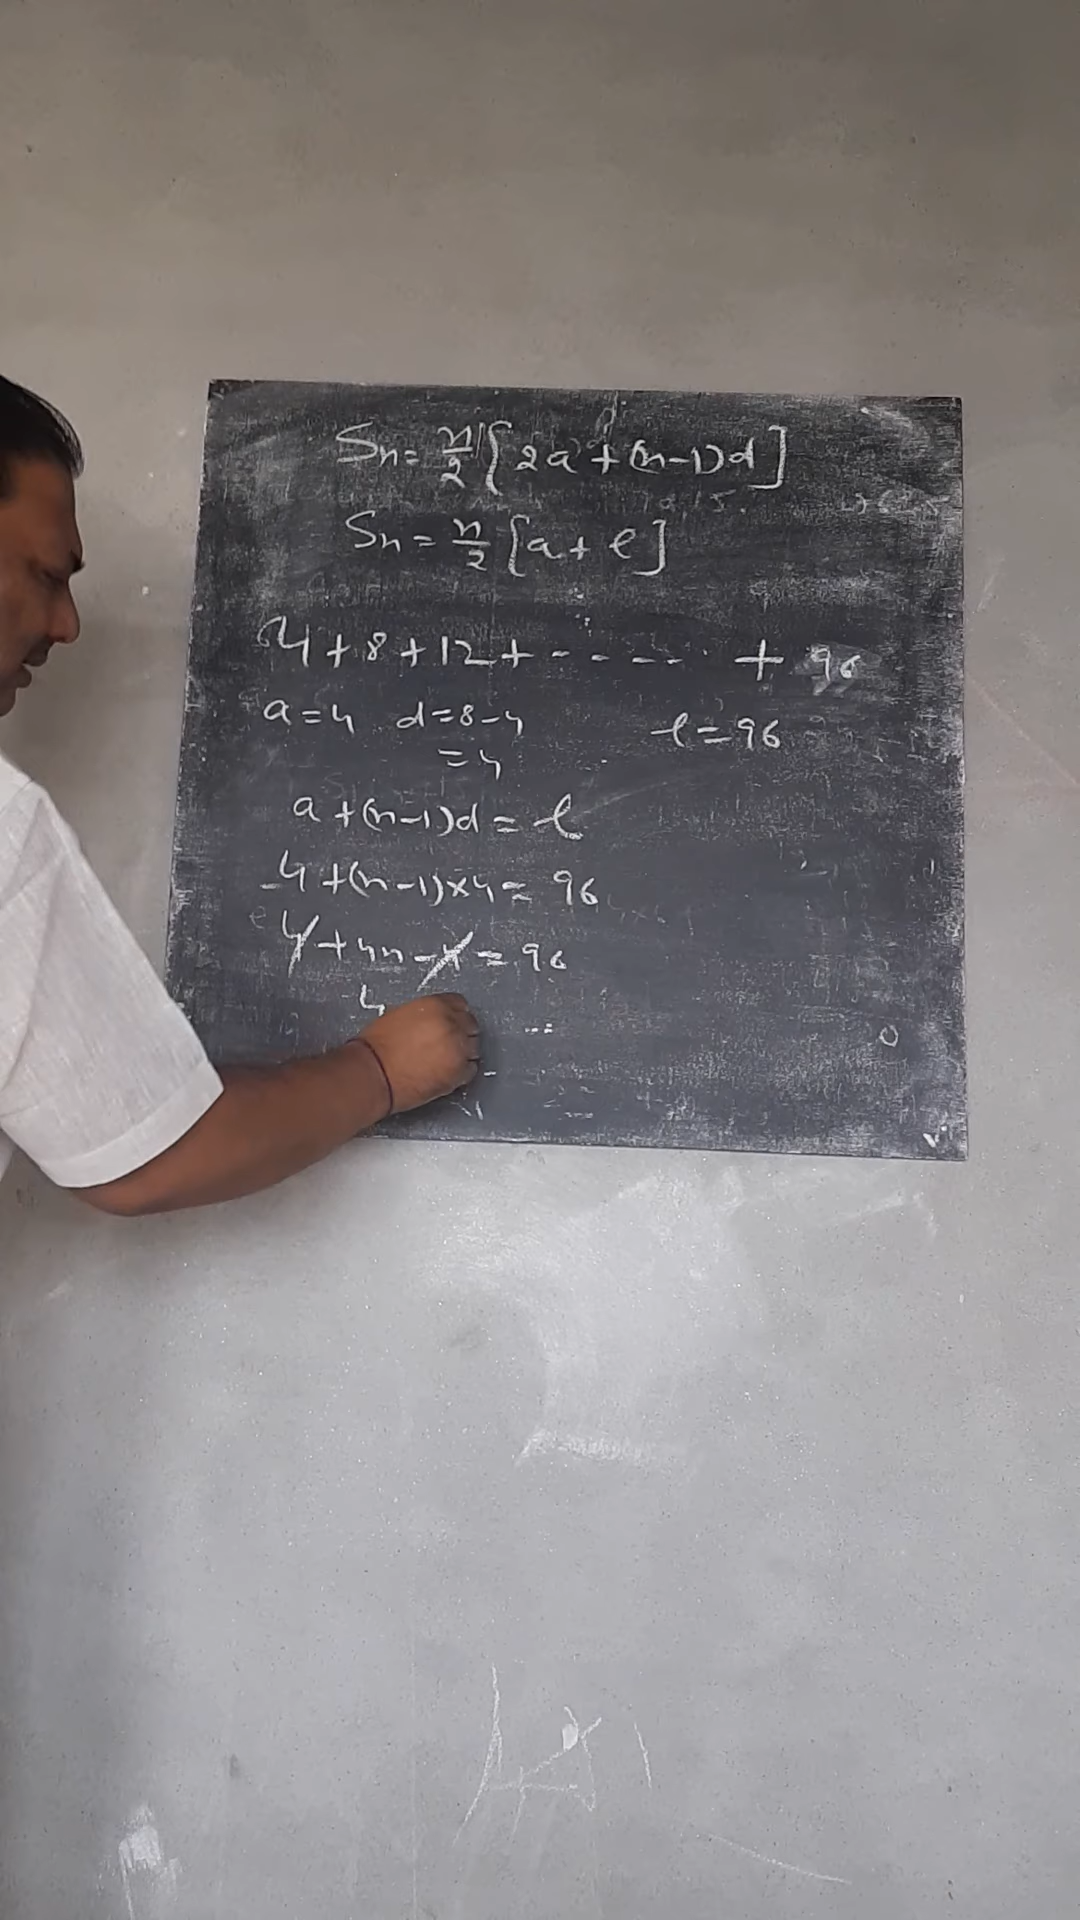 Sn = n/2 [2a + (n-1)d]
Sn = n/2 [a + l]
4 + 8 + 12 + - - - - - + 96
a = 4 d = 8 - 4 l = 96
= 4
a + (n-1)d = l
4 + (n-1) × 4 = 96
4 + 4n - 4 = 96
4